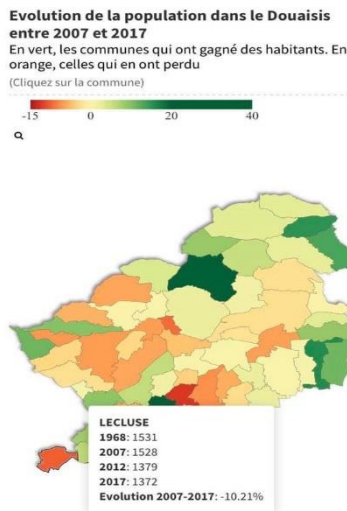 Evolution de la population dans le Douaisis
entre 2007 et 2017
En vert, les communes qui ont gagné des habitants. En
orange, celles qui en ont perdu
(Cliquez sur la commune)
-15 0 20 40
LECLUSE
1968: 1531
2007: 1528
2012: 1379
2017: 1372
Evolution 2007-2017: -10.21%